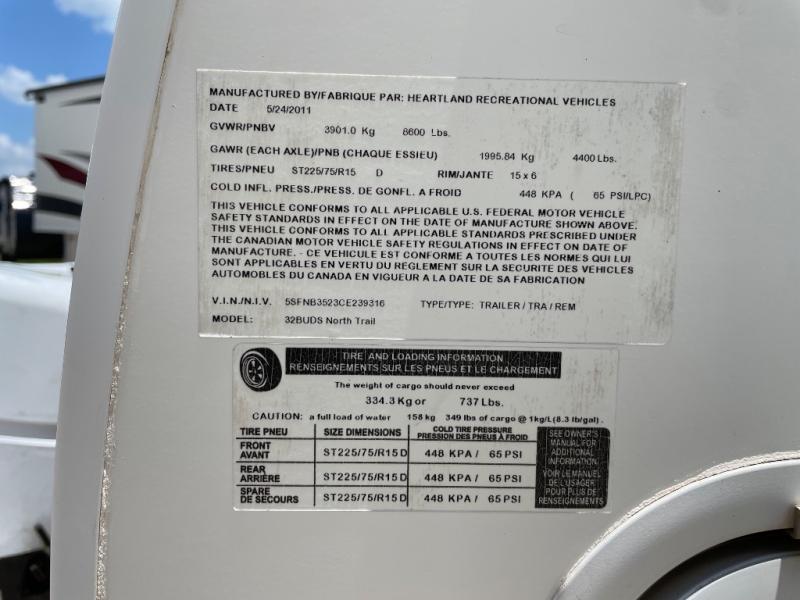 MANUFACTURED BY/FABRIQUE PAR: HEARTLAND RECREATIONAL VEHICLES
DATE 5/24/2011
GVWR/PNBV 3901.0 Kg 8600 Lbs.
GAWR (EACH AXLE)/PNB (CHAQUE ESSIEU) 1995.84 Kg 4400 Lbs.
TIRES/PNEU ST225/75/R15 D RIM/JANTE 15 x 6
COLD INFL. PRESS./PRESS. DE GONFL. A FROID 448 KPA ( 65 PSI/LPC)
THIS VEHICLE CONFORMS TO ALL APPLICABLE U.S. FEDERAL MOTOR VEHICLE
SAFETY STANDARDS IN EFFECT ON THE DATE OF MANUFACTURE SHOWN ABOVE.
THIS VEHICLE CONFORMS TO ALL APPLICABLE STANDARDS PRESCRIBED UNDER
THE CANADIAN MOTOR VEHICLE SAFETY REGULATIONS IN EFFECT ON DATE OF
MANUFACTURE. - CE VEHICULE EST CONFORME A TOUTES LES NORMES QUI LUI
SONT APPLICABLES EN VERTU DU REGLEMENT SUR LA SECURITE DES VEHICLES
AUTOMOBILES DU CANADA EN VIGUEUR A LA DATE DE SA FABRICATION
V.I.N./N.I.V. 5SFNB3523CE239316 TYPE/TYPE: TRAILER / TRA / REM
MODEL: 32BUDS North Trail
TIRE AND LOADING INFORMATION
RENSEIGNEMENTS SUR LES PNEUS ET LE CHARGEMENT
The weight of cargo should never exceed
334.3 Kg or 737 Lbs.
CAUTION: a full load of water 158 kg 349 lbs of cargo @ 1kg/L(8.3 lb/gal).
TIRE PNEU SIZE DIMENSIONS COLD TIRE PRESSURE
PRESSION DES PNEUS À FROID
FRONT
AVANT ST225/75/R15 D 448 KPA / 65 PSI
REAR
ARRIÈRE ST225/75/R15 D 448 KPA / 65 PSI
SPARE
DE SECOURS ST225/75/R15 D 448 KPA / 65 PSI
SEE OWNER'S
MANUAL FOR
ADDITIONAL
INFORMATION
VOIR LE MANUEL
DE L'USAGER
POUR PLUS DE
RENSEIGNEMENTS